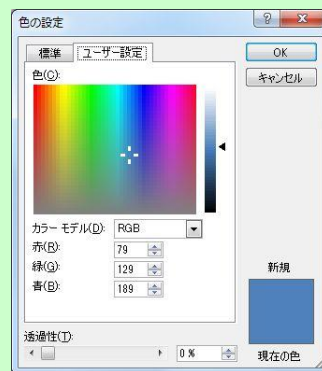 色の設定
標準 ユーザー設定 OK
色(C): キャンセル
カラー モデル(D): RGB
赤(R): 79
緑(G): 129
青(B): 189
新規
透過性(T):
0 %
現在の色